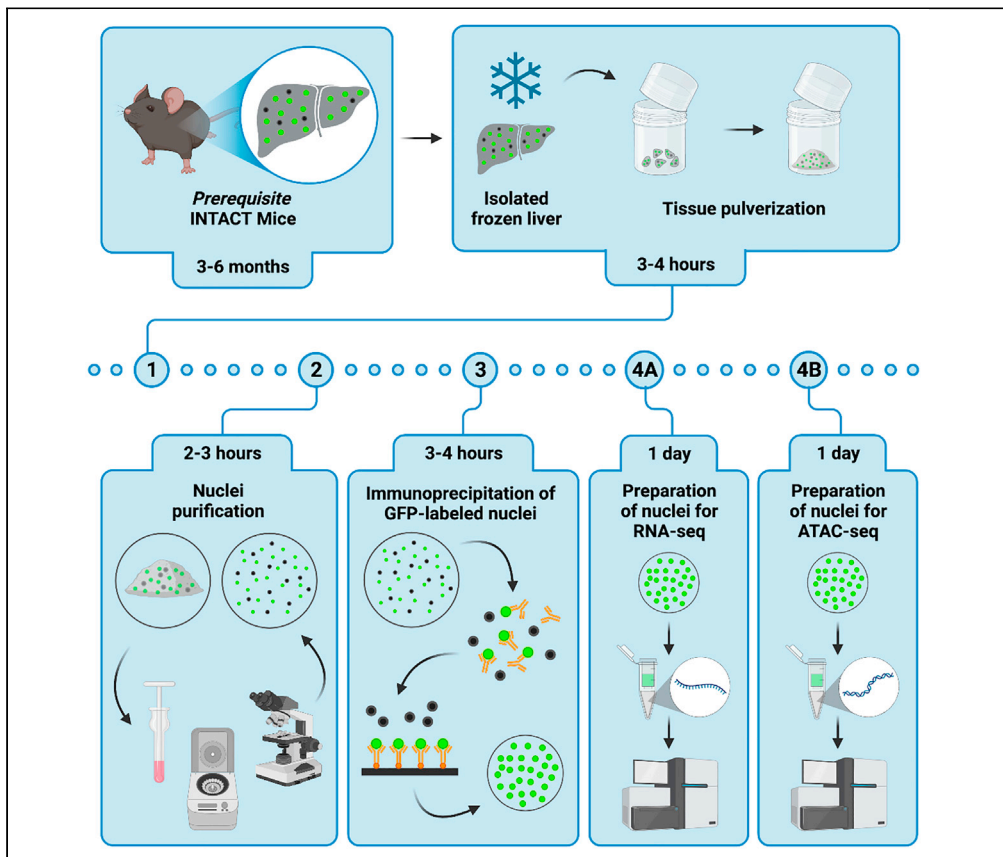 Prerequisite
INTACT Mice
3-6 months
Isolated
frozen liver
Tissue pulverization
3-4 hours
1
2
3
4A
4B
2-3 hours
Nuclei
purification
3-4 hours
Immunoprecipitation of
GFP-labeled nuclei
1 day
Preparation
of nuclei for
RNA-seq
1 day
Preparation
of nuclei for
ATAC-seq